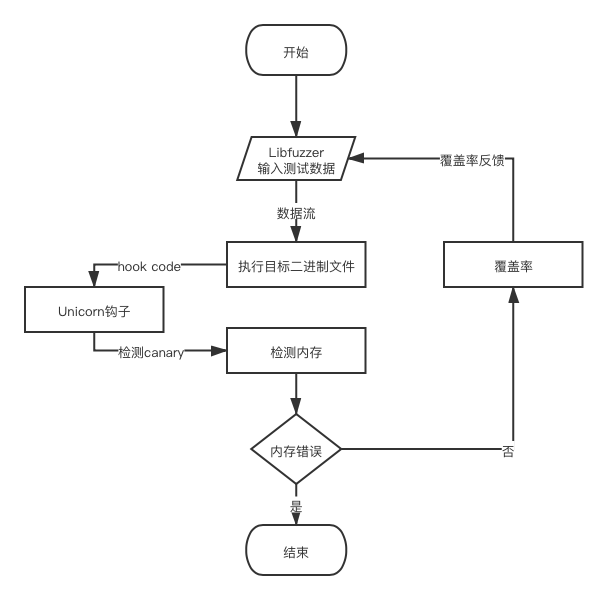 开始
Libfuzzer
输入测试数据
覆盖率反馈
数据流
执行目标二进制文件
覆盖率
hook code
Unicorn钩子
检测canary
检测内存
内存错误
否
是
结束